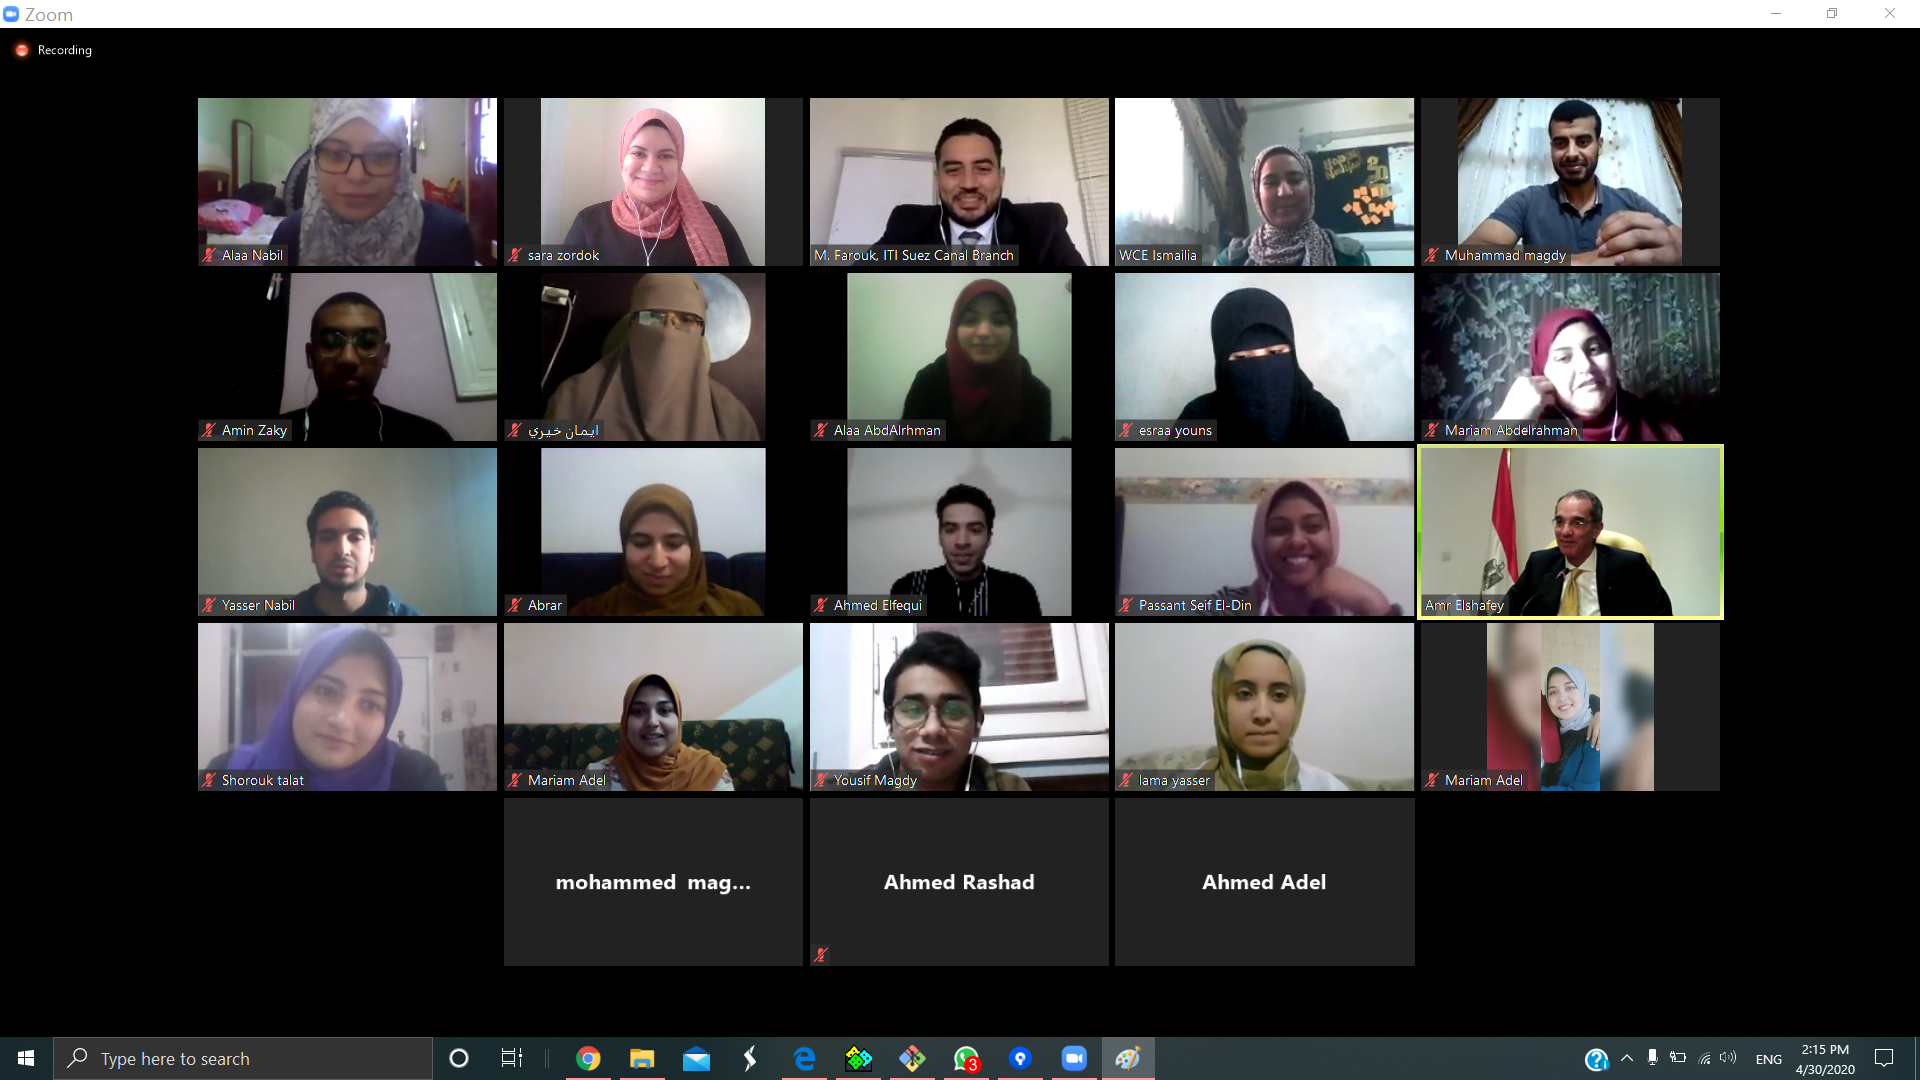 Zoom
Recording
Alaa Nabil
sara zordok
M. Farouk, ITI Suez Canal Branch
WCE Ismailia
Muhammad magdy
Amin Zaky
ايمان خيري
Alaa AbdAlrhman
esraa youns
Mariam Abdelrahman
Yasser Nabil
Abrar
Ahmed Elfequi
Passant Seif El-Din
Amr Elshafey
Shorouk talat
Mariam Adel
Yousif Magdy
lama yasser
Mariam Adel
mohammed mag...
Ahmed Rashad
Ahmed Adel
Type here to search
3
ENG
2:15 PM
4/30/2020